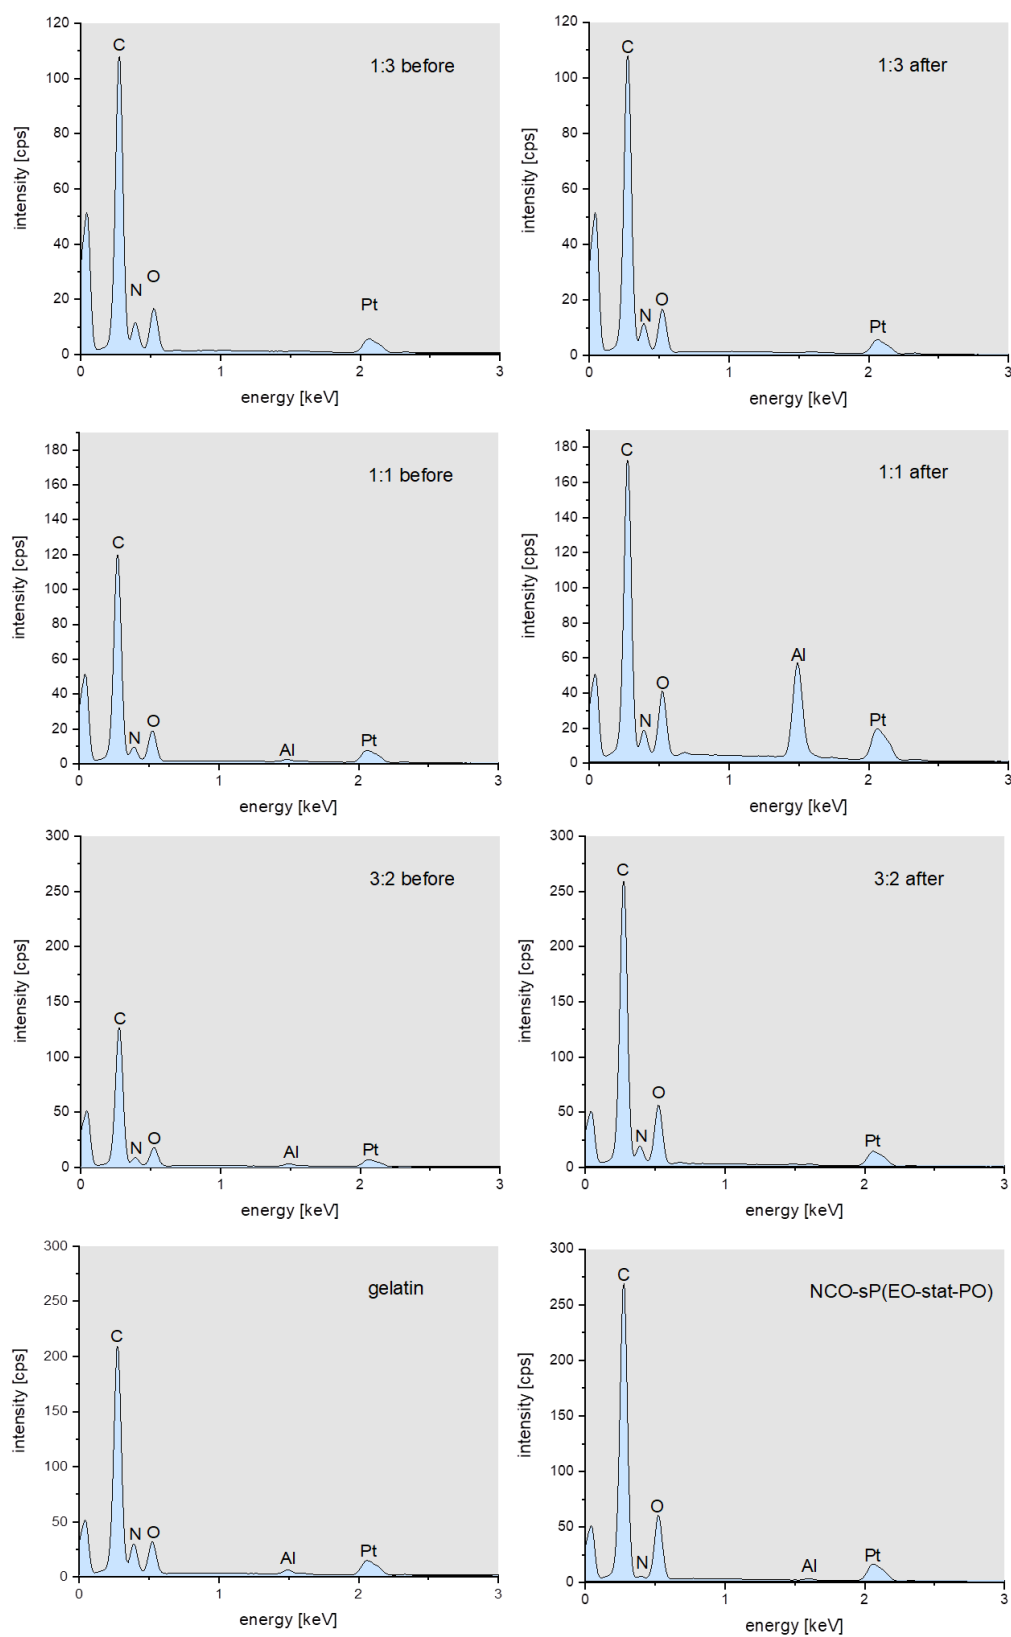 120
100
80
60
40
20
0
intensity [cps]
C
N
O
Pt
1:3 before
0
1
2
3
energy [keV]
120
100
80
60
40
20
0
intensity [cps]
C
N
O
Pt
1:3 after
0
1
2
3
energy [keV]
180
160
140
120
100
80
60
40
20
0
intensity [cps]
C
N
O
Al
Pt
1:1 before
0
1
2
3
energy [keV]
180
160
140
120
100
80
60
40
20
0
intensity [cps]
C
N
O
Al
Pt
1:1 after
0
1
2
3
energy [keV]
300
250
200
150
100
50
0
intensity [cps]
C
N
O
Al
Pt
3:2 before
0
1
2
3
energy [keV]
300
250
200
150
100
50
0
intensity [cps]
C
N
O
Pt
3:2 after
0
1
2
3
energy [keV]
300
250
200
150
100
50
0
intensity [cps]
C
N
O
Al
Pt
gelatin
0
1
2
3
energy [keV]
300
250
200
150
100
50
0
intensity [cps]
C
N
O
Al
Pt
NCO-sP(EO-stat-PO)
0
1
2
3
energy [keV]